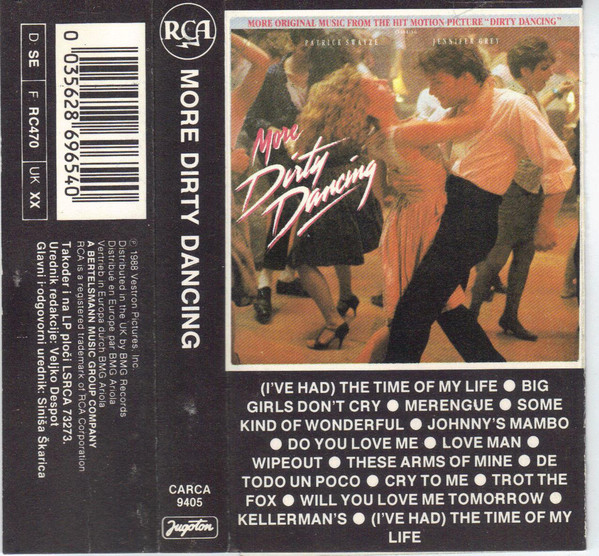 D: SE F RC470 UK XX
0 035628 696540
℗ 1988 Vestron Pictures, Inc.
Distributed in the UK by BMG Records
Distribué en Europe par BMG Ariola
Vertrieb in Europa durch BMG Ariola
A BERTELSMANN MUSIC GROUP COMPANY
RCA is a registered trademark of RCA Corporation
Također i na LP ploči LSRCA 73273.
Urednik redakcije: Veljko Despot
Glavni i odgovorni urednik: Siniša Škarica
RCA
MORE DIRTY DANCING
CARCA
9405
Jugoton
MORE ORIGINAL MUSIC FROM THE HIT MOTION PICTURE "DIRTY DANCING"
PATRICK SWAYZE JENNIFER GREY
More
Dirty
Dancing
(I'VE HAD) THE TIME OF MY LIFE ● BIG
GIRLS DON'T CRY ● MERENGUE ● SOME
KIND OF WONDERFUL ● JOHNNY'S MAMBO
● DO YOU LOVE ME ● LOVE MAN ●
WIPEOUT ● THESE ARMS OF MINE ● DE
TODO UN POCO ● CRY TO ME ● TROT THE
FOX ● WILL YOU LOVE ME TOMORROW ●
KELLERMAN'S ● (I'VE HAD) THE TIME OF MY
LIFE